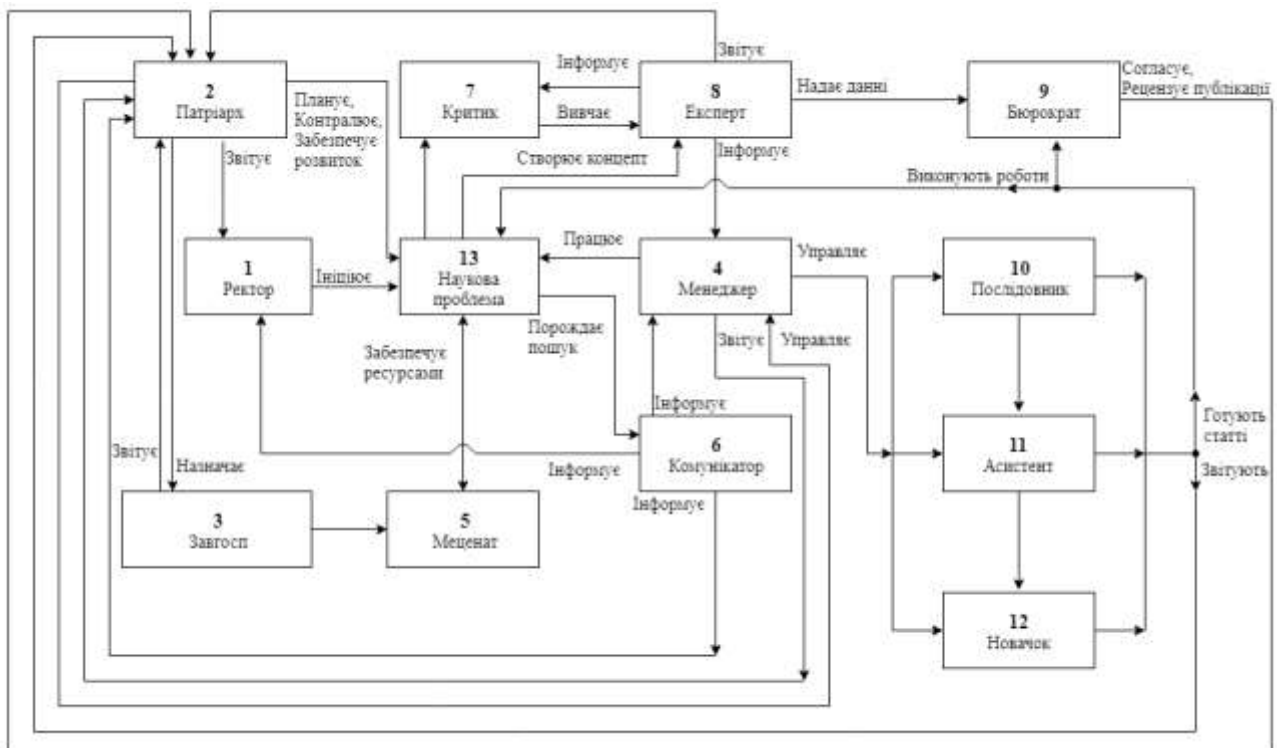 Звітує
Согласує,
Рецензує публікації
2
Патріарх
Планує,
Контралює,
Забезпечує
розвиток
Інформує
7
Критик
Вивчає
8
Експерт
Надає данні
9
Бюрократ
Звітує
Створює концепт
Інформує
Виконують роботи
1
Ректор
Ініціює
13
Наукова
проблема
Працює
4
Менеджер
Управляє
10
Послідовник
Забезпечує
ресурсами
Порождає
пошук
Звітує
Управляє
Інформує
6
Комунікатор
Інформує
Інформує
11
Асистент
Готують
статті
Звітують
Звітує
Назначає
3
Завгосп
5
Меценат
12
Новачок